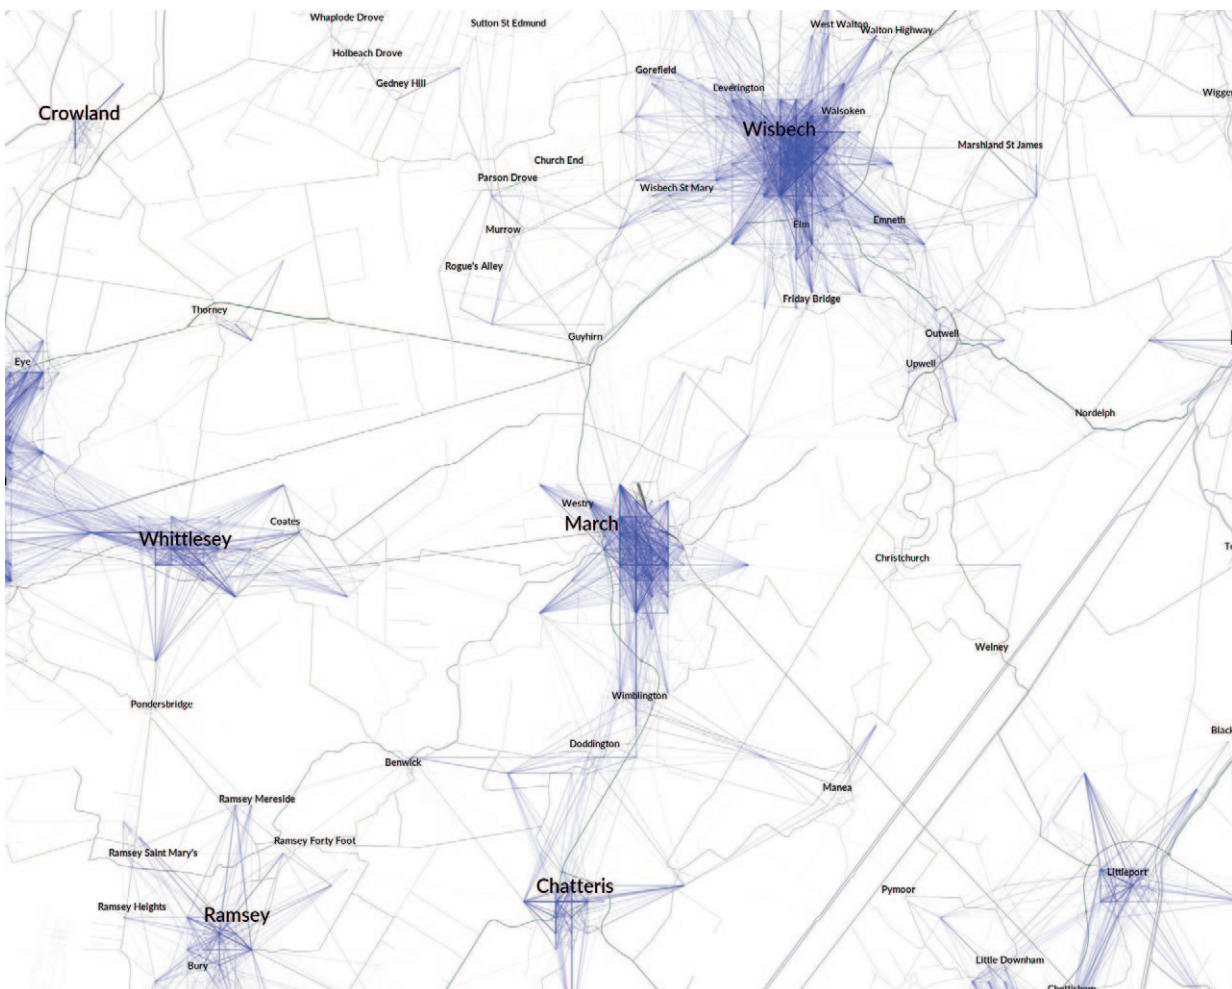 Whaplode Drove
Sutton St Edmund
West Walton
Walton Highway
Holbeach Drove
Gorefield
Gedney Hill
Leverington
Crowland
Walsoken
Wisbech
Marshland St James
Church End
Parson Drove
Wisbech St Mary
Elm
Emneth
Murrow
Rogue's Alley
Friday Bridge
Thorney
Guyhirn
Outwell
Eye
Upwell
Nordelph
Westry
Coates
March
Whittlesey
Christchurch
Welney
Wimblington
Pondersbridge
Doddington
Benwick
Manea
Ramsey Mereside
Ramsey Forty Foot
Ramsey Saint Mary's
Littleport
Chatteris
Pymoor
Ramsey Heights
Ramsey
Little Downham
Bury